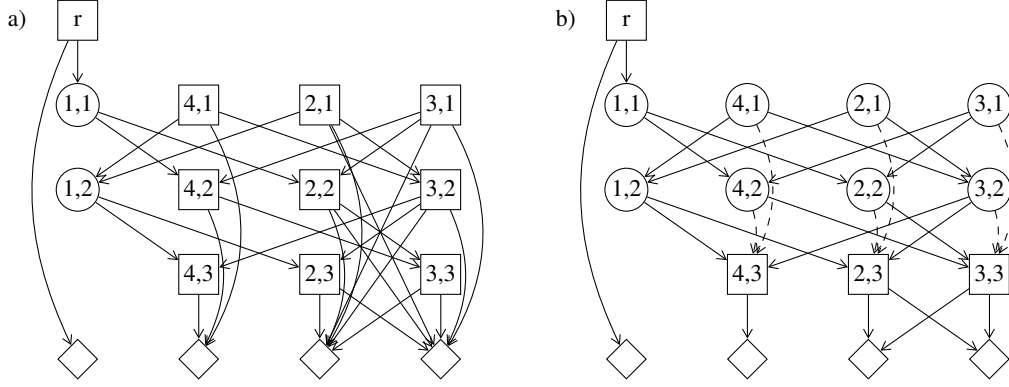 a) r b) r
1,1 4,1 2,1 3,1 1,1 4,1 2,1 3,1
1,2 4,2 2,2 3,2 1,2 4,2 2,2 3,2
4,3 2,3 3,3 4,3 2,3 3,3